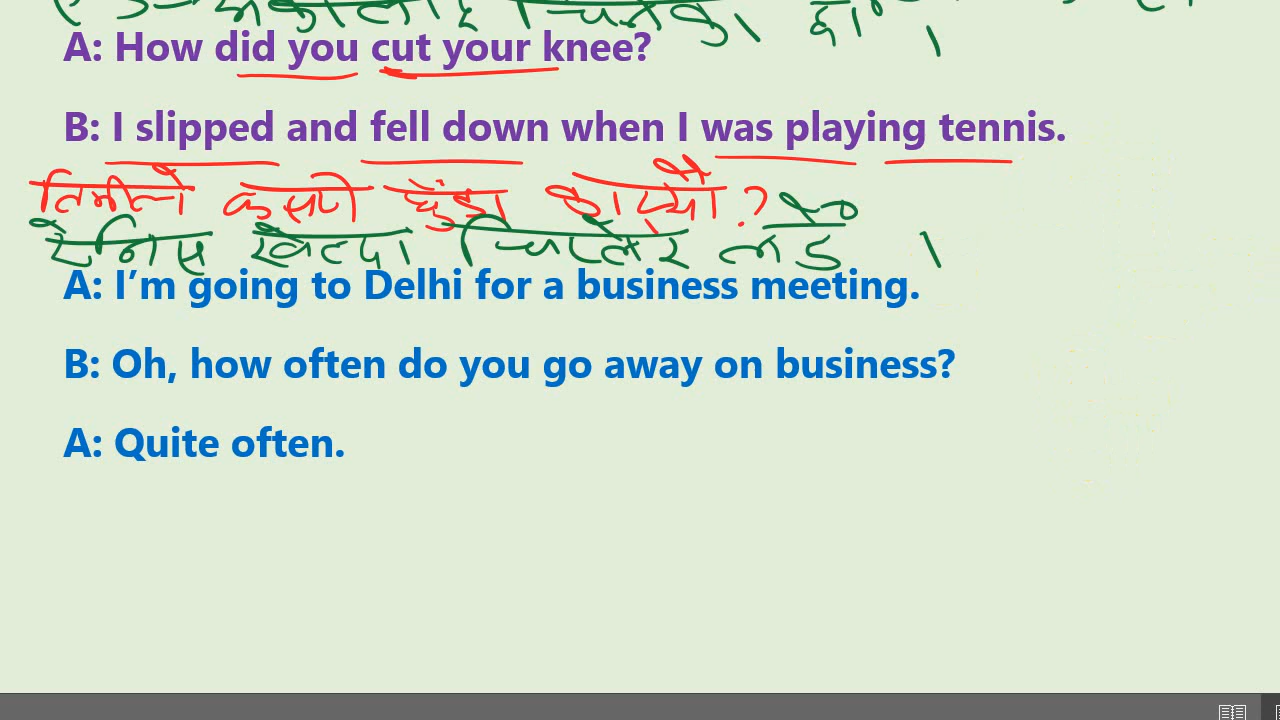 A: How did you cut your knee?
B: I slipped and fell down when I was playing tennis.
तिमीले कसरी घुँडा काट्यौ ?
टेनिस खेल्दा चिप्लेर लडेँ ।
A: I’m going to Delhi for a business meeting.
B: Oh, how often do you go away on business?
A: Quite often.